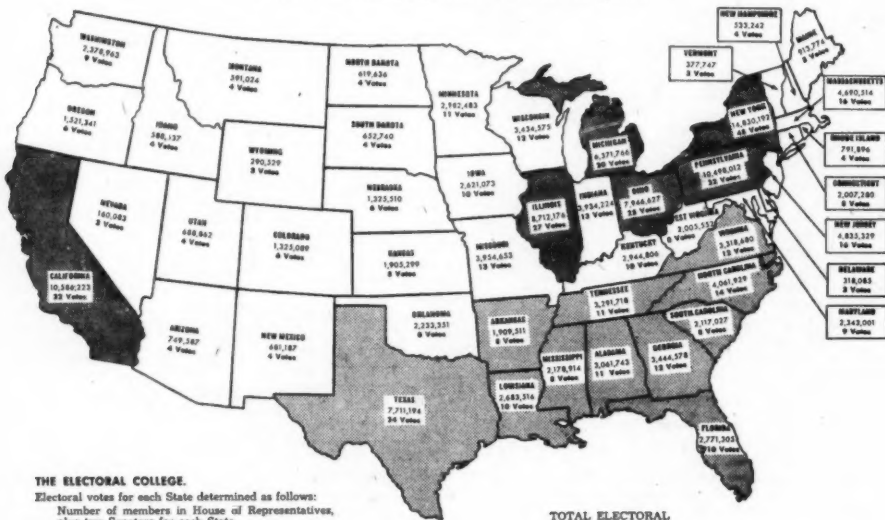 WASHINGTON
2,378,963
9 Votes
OREGON
1,521,341
6 Votes
CALIFORNIA
10,586,223
32 Votes
IDAHO
4 Votes
NEVADA
160,083
3 Votes
MONTANA
591,024
4 Votes
WYOMING
290,529
3 Votes
UTAH
688,862
4 Votes
COLORADO
1,325,089
6 Votes
ARIZONA
749,587
4 Votes
NEW MEXICO
681,187
4 Votes
NORTH DAKOTA
619,636
4 Votes
SOUTH DAKOTA
652,740
4 Votes
NEBRASKA
1,325,510
6 Votes
KANSAS
1,905,299
8 Votes
OKLAHOMA
2,233,351
8 Votes
TEXAS
7,711,194
24 Votes
MINNESOTA
2,982,483
11 Votes
IOWA
2,621,073
10 Votes
MISSOURI
3,954,653
13 Votes
ARKANSAS
1,909,511
8 Votes
LOUISIANA
2,683,516
10 Votes
WISCONSIN
3,434,575
12 Votes
ILLINOIS
8,712,176
27 Votes
MICHIGAN
6,371,766
20 Votes
INDIANA
3,934,224
13 Votes
OHIO
7,946,627
25 Votes
KENTUCKY
2,944,806
10 Votes
TENNESSEE
3,291,718
11 Votes
MISSISSIPPI
2,178,914
8 Votes
ALABAMA
3,061,743
11 Votes
GEORGIA
3,444,578
12 Votes
FLORIDA
2,771,305
10 Votes
SOUTH CAROLINA
2,117,027
8 Votes
NORTH CAROLINA
4,061,929
14 Votes
VIRGINIA
3,318,680
12 Votes
WEST VIRGINIA
2,005,552
8 Votes
PENNSYLVANIA
10,498,012
32 Votes
NEW YORK
14,830,192
45 Votes
VERMONT
377,747
3 Votes
NEW HAMPSHIRE
533,242
4 Votes
MAINE
913,774
5 Votes
MASSACHUSETTS
4,690,514
16 Votes
RHODE ISLAND
791,896
4 Votes
CONNECTICUT
2,007,280
8 Votes
NEW JERSEY
4,835,329
16 Votes
DELAWARE
318,085
3 Votes
MARYLAND
2,343,001
9 Votes
THE ELECTORAL COLLEGE.
Electoral votes for each State determined as follows:
Number of members in House of Representatives,
plus two Senators for each State
TOTAL ELECTORAL